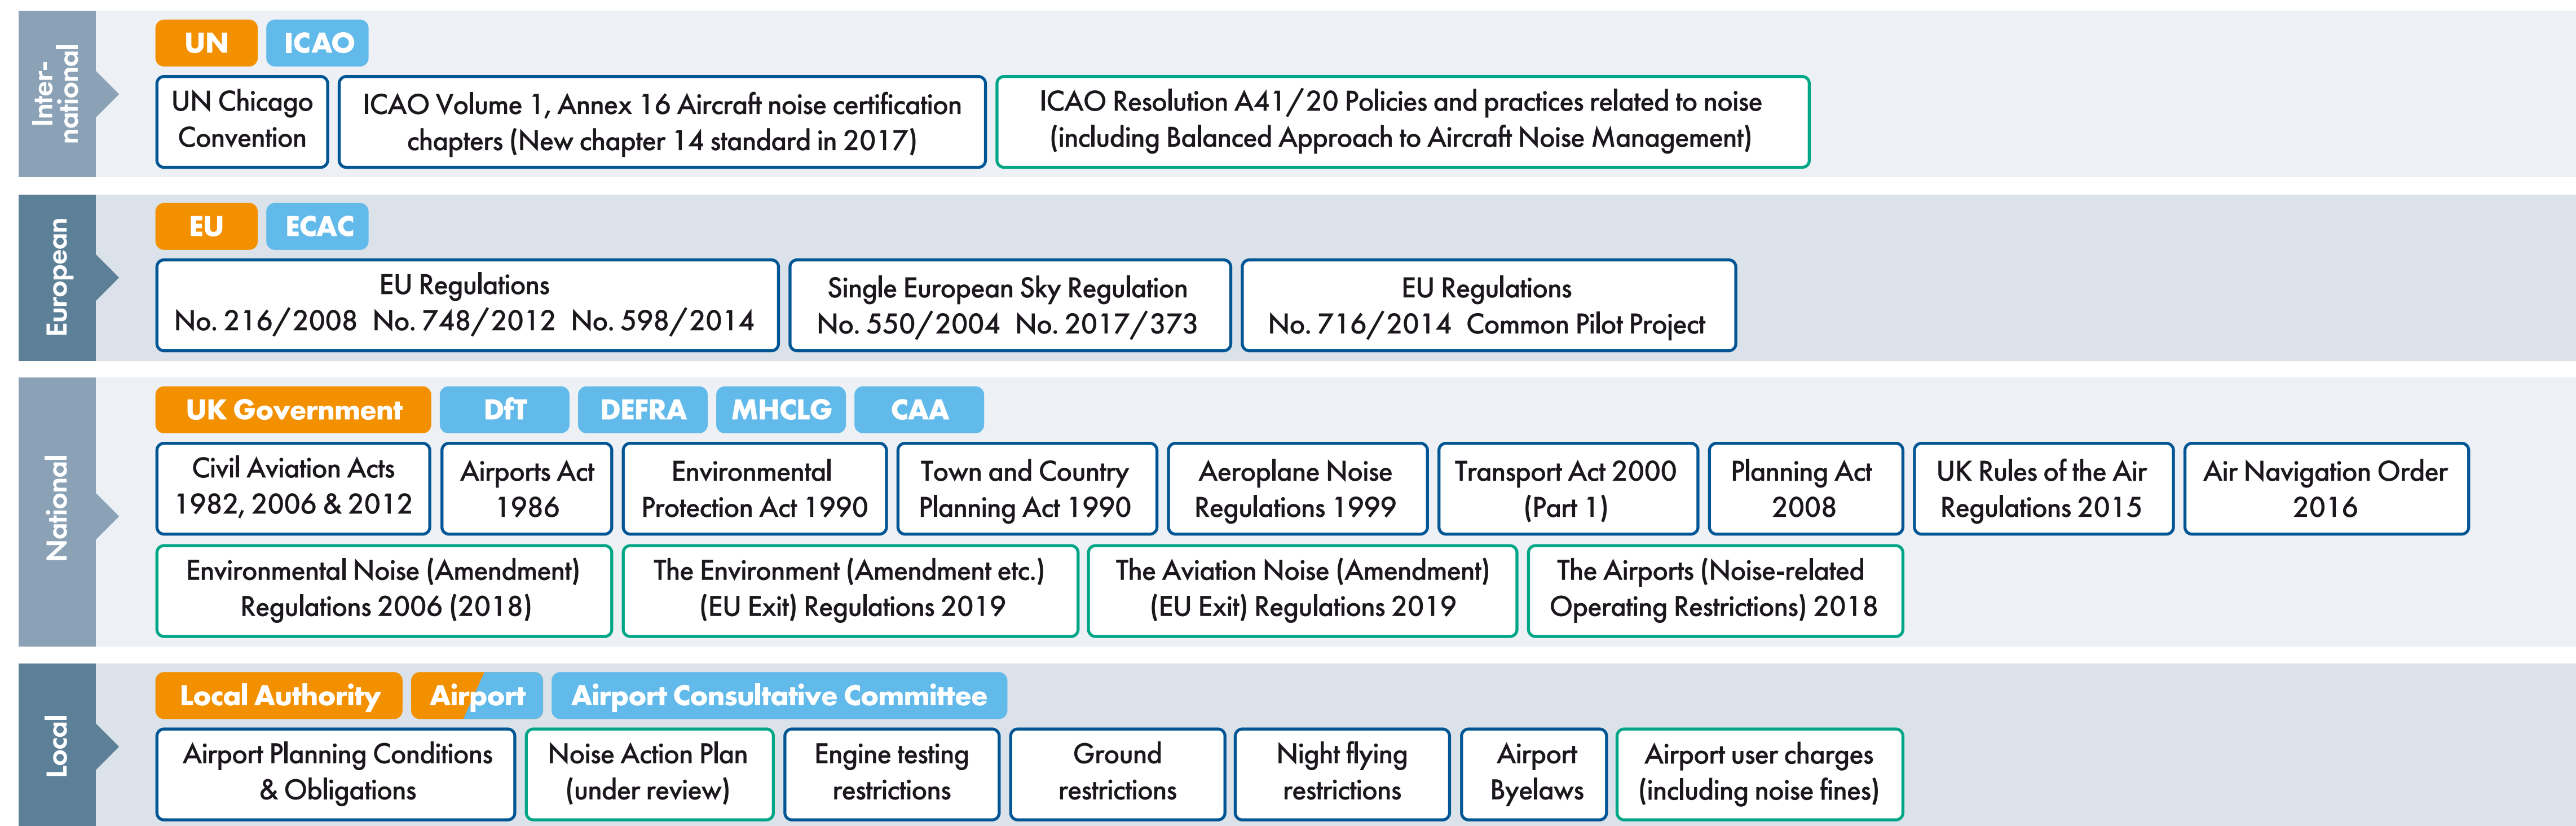 Inter-
national
UN
ICAO
UN Chicago
Convention
ICAO Volume 1, Annex 16 Aircraft noise certification
chapters (New chapter 14 standard in 2017)
ICAO Resolution A41/20 Policies and practices related to noise
(including Balanced Approach to Aircraft Noise Management)
European
EU
ECAC
EU Regulations
No. 216/2008 No. 748/2012 No. 598/2014
Single European Sky Regulation
No. 550/2004 No. 2017/373
EU Regulations
No. 716/2014 Common Pilot Project
National
UK Government
DfT
DEFRA
MHCLG
CAA
Civil Aviation Acts
1982, 2006 & 2012
Airports Act
1986
Environmental
Protection Act 1990
Town and Country
Planning Act 1990
Aeroplane Noise
Regulations 1999
Transport Act 2000
(Part 1)
Planning Act
2008
UK Rules of the Air
Regulations 2015
Air Navigation Order
2016
Environmental Noise (Amendment)
Regulations 2006 (2018)
The Environment (Amendment etc.)
(EU Exit) Regulations 2019
The Aviation Noise (Amendment)
(EU Exit) Regulations 2019
The Airports (Noise-related
Operating Restrictions) 2018
Local
Local Authority
Airport
Airport Consultative Committee
Airport Planning Conditions
& Obligations
Noise Action Plan
(under review)
Engine testing
restrictions
Ground
restrictions
Night flying
restrictions
Airport
Byelaws
Airport user charges
(including noise fines)